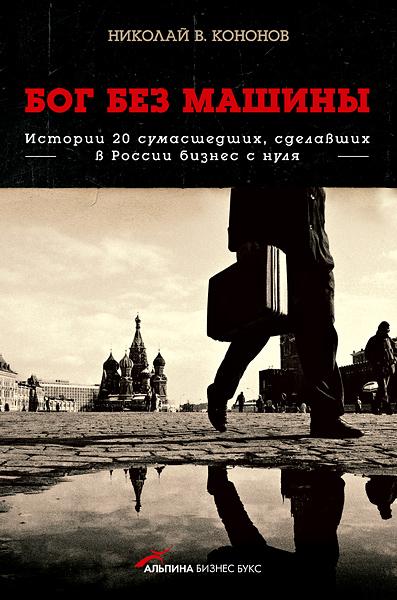 НИКОЛАЙ В. КОНОНОВ
БОГ БЕЗ МАШИНЫ
Истории 20 сумасшедших, сделавших
в России бизнес с нуля
АЛЬПИНА БИЗНЕС БУКС